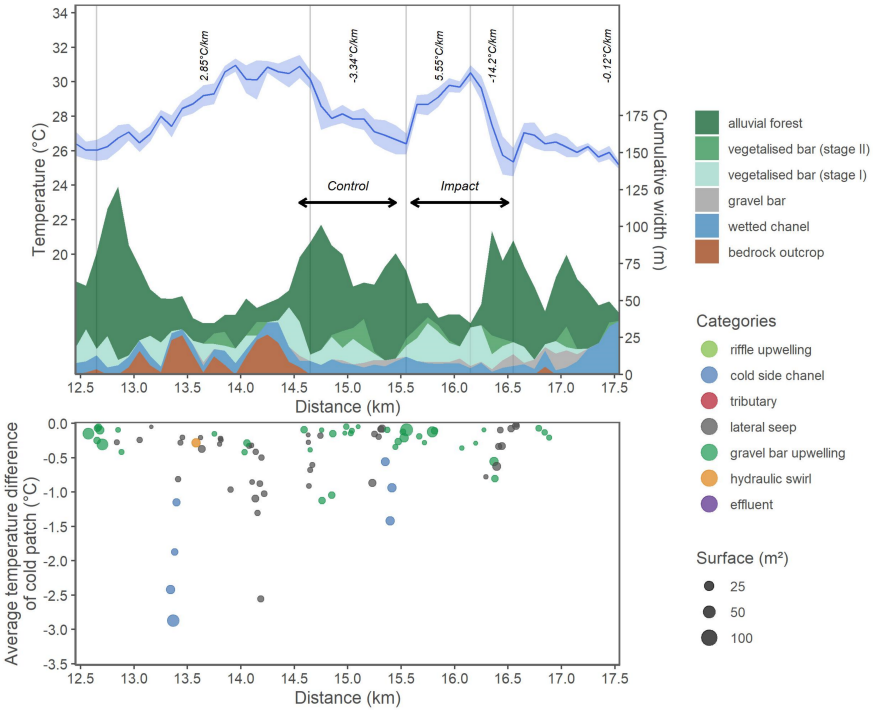 34
32
30
28
26
24
22
20
Temperature (°C)
2.85°C/km
-3.34°C/km
5.55°C/km
-14.2°C/km
-0.12°C/km
Control
Impact
175
150
125
100
75
50
25
0
Cumulative width (m)
12.5 13.0 13.5 14.0 14.5 15.0 15.5 16.0 16.5 17.0 17.5
Distance (km)
alluvial forest
vegetalised bar (stage II)
vegetalised bar (stage I)
gravel bar
wetted chanel
bedrock outcrop
0.0
-0.5
-1.0
-1.5
-2.0
-2.5
-3.0
-3.5
Average temperature difference
of cold patch (°C)
12.5 13.0 13.5 14.0 14.5 15.0 15.5 16.0 16.5 17.0 17.5
Distance (km)
Categories
riffle upwelling
cold side chanel
tributary
lateral seep
gravel bar upwelling
hydraulic swirl
effluent
Surface (m²)
25
50
100